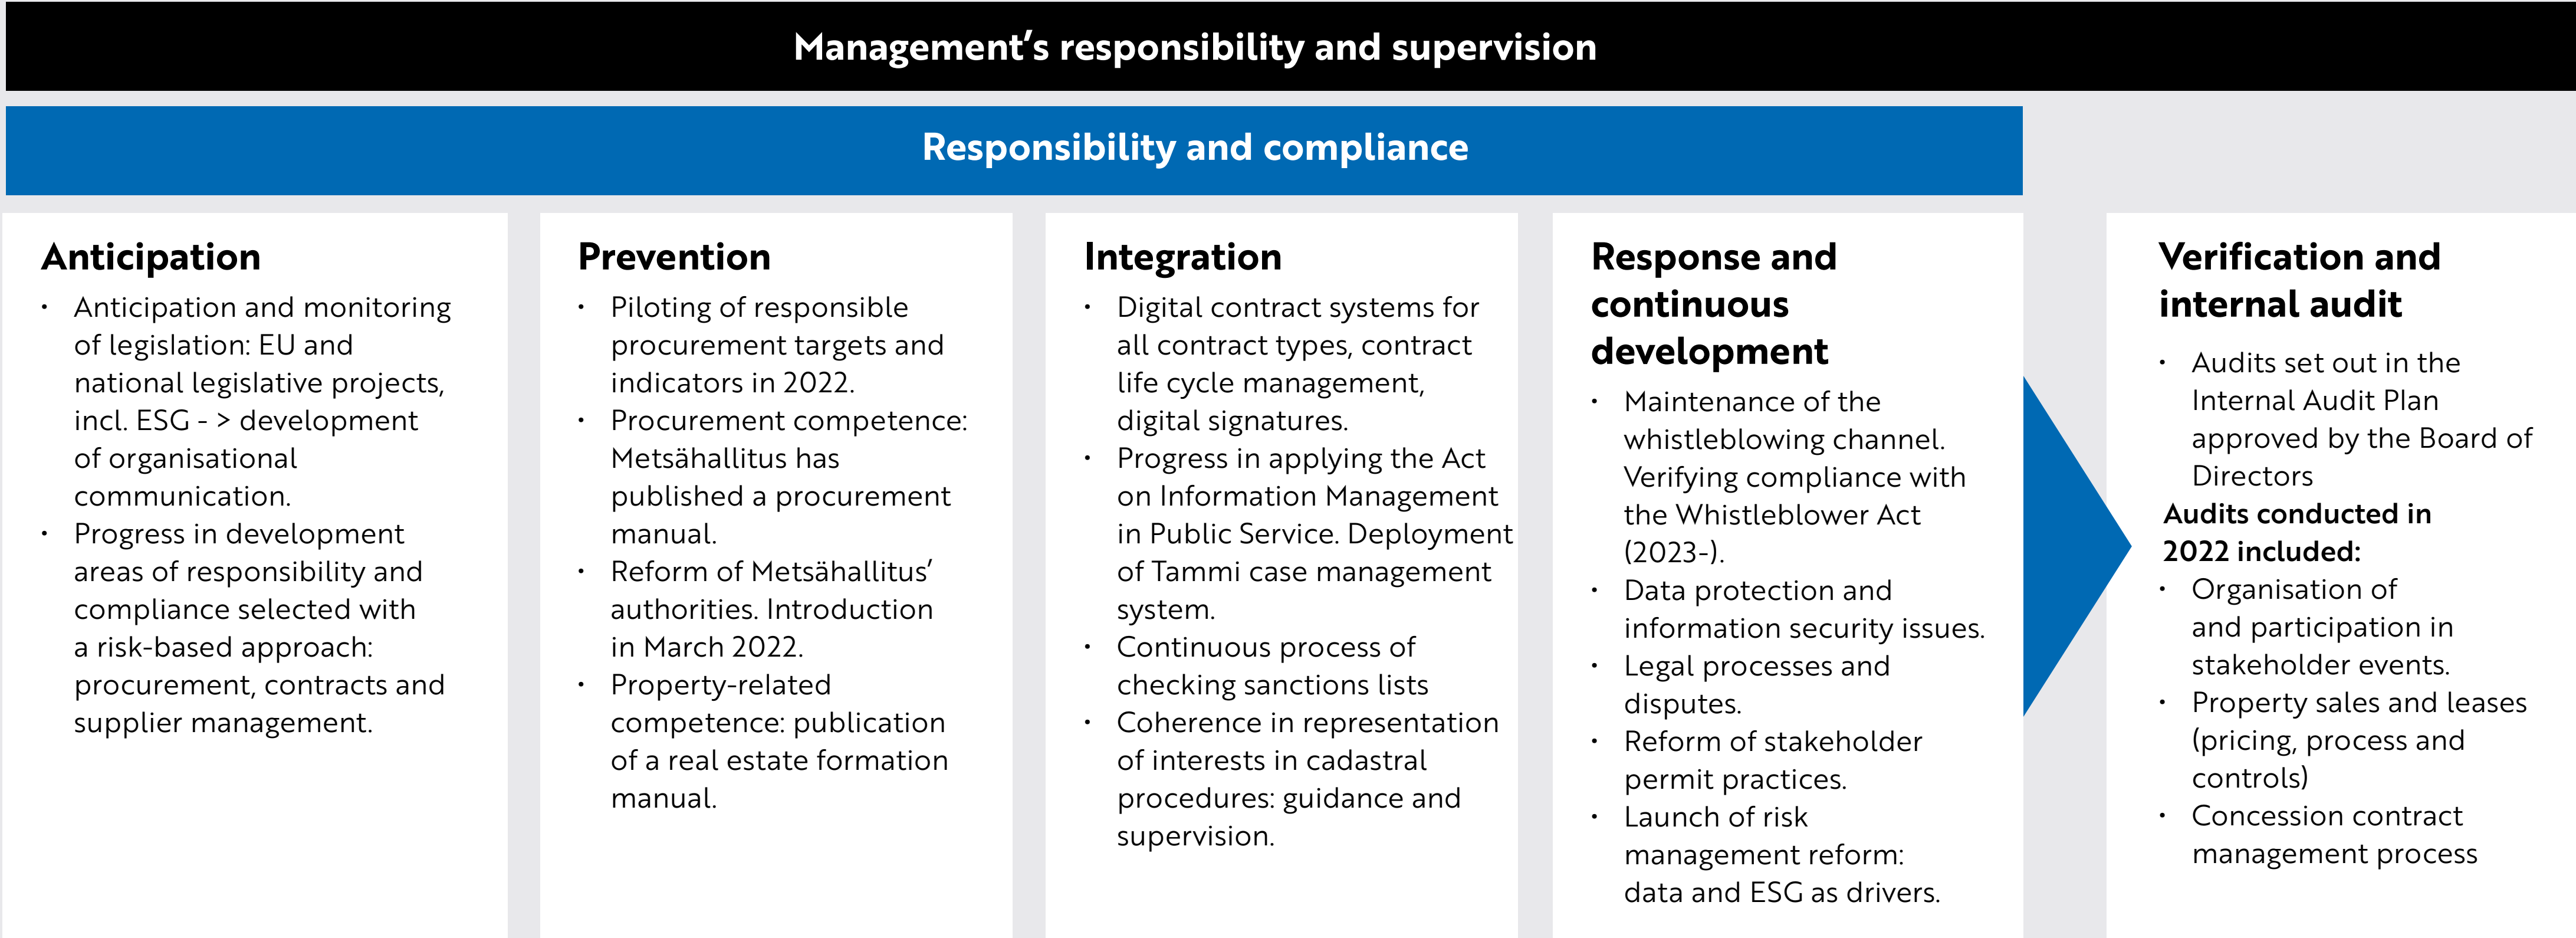 Management’s responsibility and supervision
Responsibility and compliance
Anticipation
• Anticipation and monitoring
of legislation: EU and
national legislative projects,
incl. ESG - > development
of organisational
communication.
• Progress in development
areas of responsibility and
compliance selected with
a risk-based approach:
procurement, contracts and
supplier management.
Prevention
• Piloting of responsible
procurement targets and
indicators in 2022.
• Procurement competence:
Metsähallitus has
published a procurement
manual.
• Reform of Metsähallitus’
authorities. Introduction
in March 2022.
• Property-related
competence: publication
of a real estate formation
manual.
Integration
• Digital contract systems for
all contract types, contract
life cycle management,
digital signatures.
• Progress in applying the Act
on Information Management
in Public Service. Deployment
of Tammi case management
system.
• Continuous process of
checking sanctions lists
• Coherence in representation
of interests in cadastral
procedures: guidance and
supervision.
Response and
continuous
development
• Maintenance of the
whistleblowing channel.
Verifying compliance with
the Whistleblower Act
(2023-).
• Data protection and
information security issues.
• Legal processes and
disputes.
• Reform of stakeholder
permit practices.
• Launch of risk
management reform:
data and ESG as drivers.
Verification and
internal audit
• Audits set out in the
Internal Audit Plan
approved by the Board of
Directors
Audits conducted in
2022 included:
• Organisation of
and participation in
stakeholder events.
• Property sales and leases
(pricing, process and
controls)
• Concession contract
management process